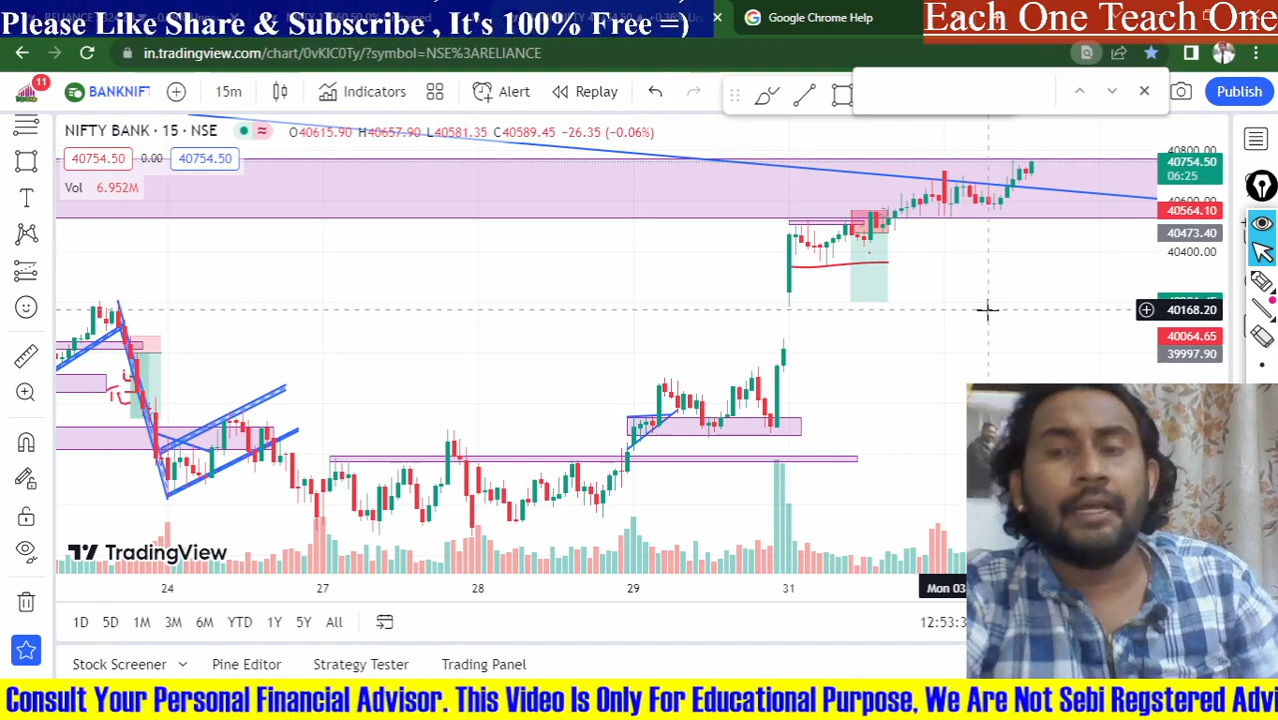 Please Like Share & Subscribe , It's 100% Free =)
Google Chrome Help
Each One Teach One
in.tradingview.com/chart/0vKlC0Ty/?symbol=NSE%3ARELIANCE
11
BANKNIF
15m
Indicators
Alert
Replay
Publish
NIFTY BANK · 15 · NSE
O40615.90 H40657.90 L40581.35 C40589.45 -26.35 (-0.06%)
40754.50
0.00
40754.50
Vol 6.952M
40800.00
40754.50
06:25
40564.10
40473.40
40400.00
40168.20
40064.65
39997.90
TradingView
24
27
28
29
31
Mon 03
1D
5D
1M
3M
6M
YTD
1Y
5Y
All
12:53:3
Stock Screener
Pine Editor
Strategy Tester
Trading Panel
Consult Your Personal Financial Advisor. This Video Is Only For Educational Purpose, We Are Not Sebi Regstered Advi